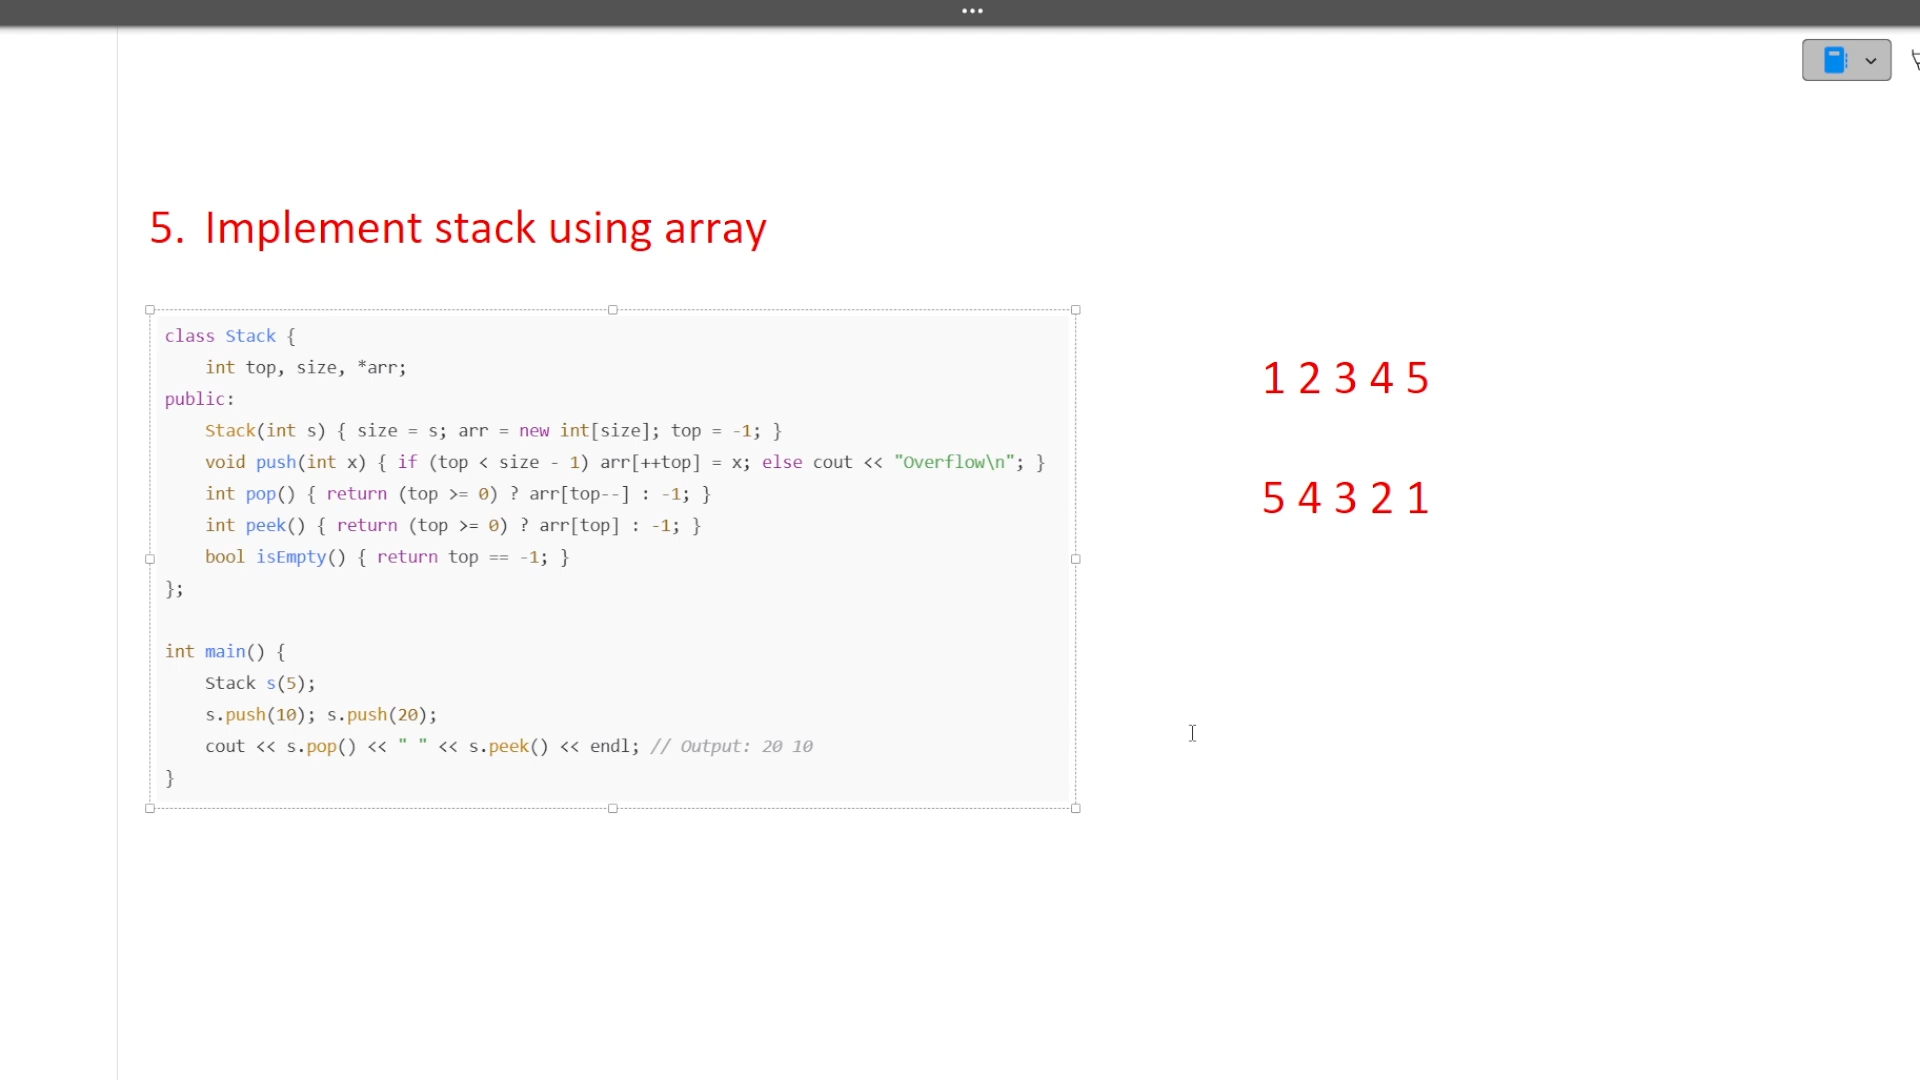 5. Implement stack using array
class Stack {
    int top, size, *arr;
public:
    Stack(int s) { size = s; arr = new int[size]; top = -1; }
    void push(int x) { if (top < size - 1) arr[++top] = x; else cout << "Overflow\n"; }
    int pop() { return (top >= 0) ? arr[top--] : -1; }
    int peek() { return (top >= 0) ? arr[top] : -1; }
    bool isEmpty() { return top == -1; }
};
int main() {
    Stack s(5);
    s.push(10); s.push(20);
    cout << s.pop() << " " << s.peek() << endl; // Output: 20 10
}
1 2 3 4 5
5 4 3 2 1